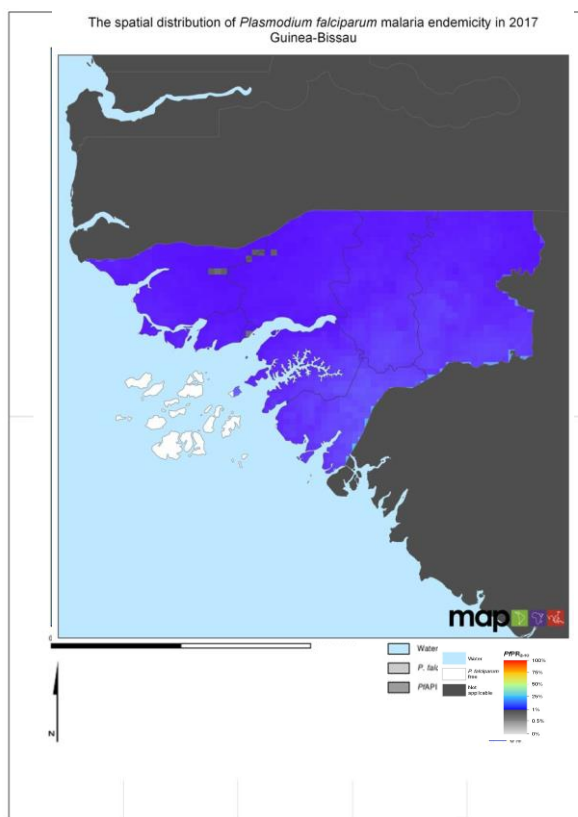 The spatial distribution of Plasmodium falciparum malaria endemicity in 2017
Guinea-Bissau
map
0
N
Water
P. falc
PfAPI
Water
P. falciparum
free
Not
applicable
100%
75%
50%
25%
1%
0.5%
0%